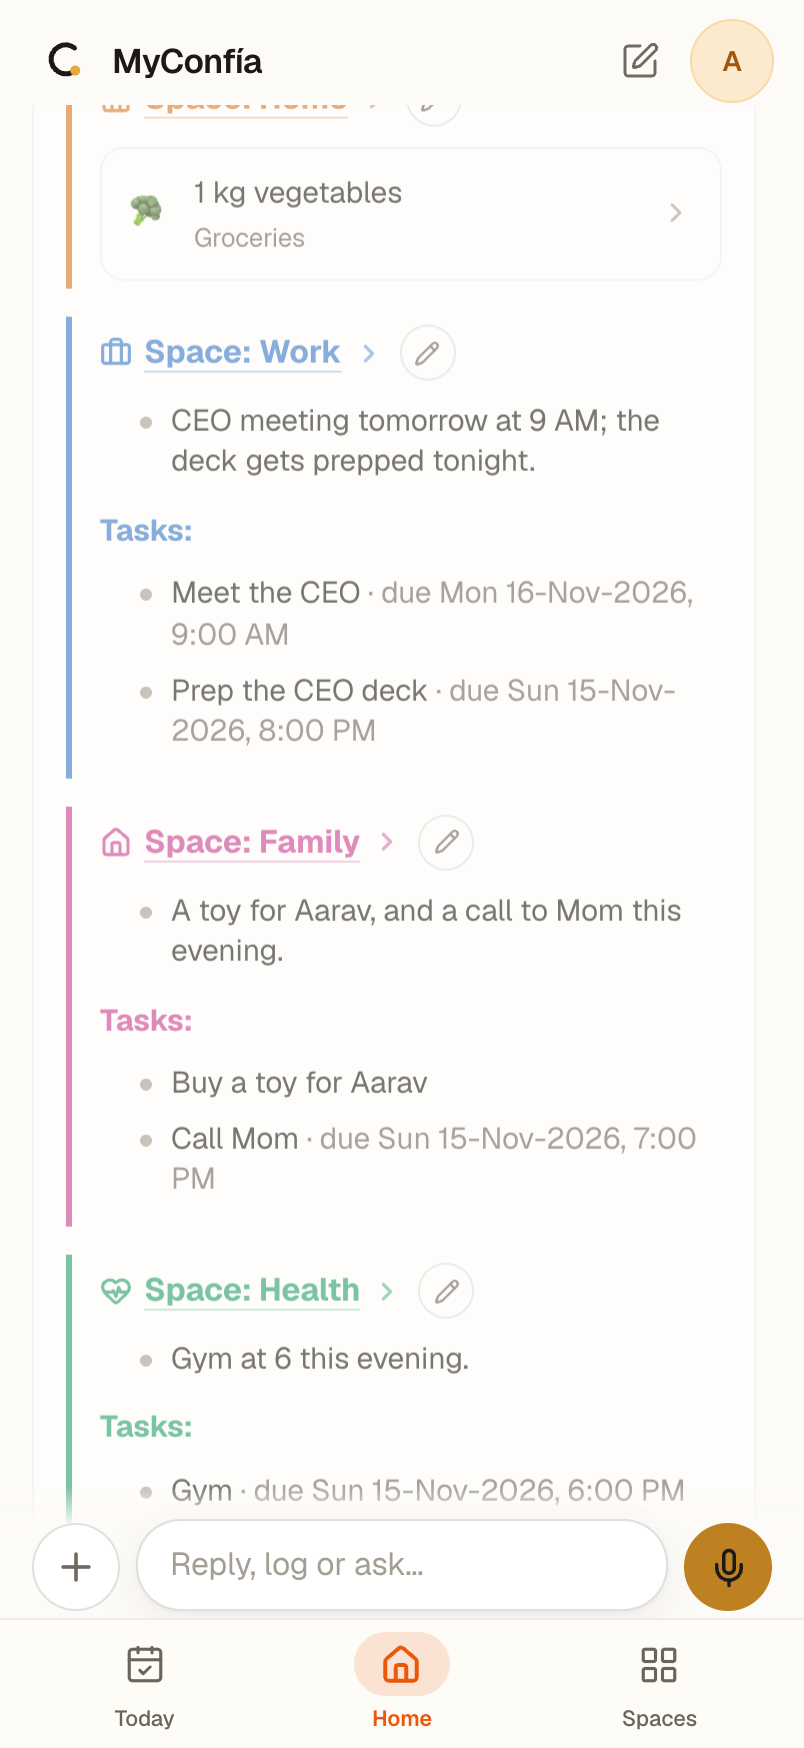 MyConfía
A
Space: Home
1 kg vegetables
Groceries
Space: Work
CEO meeting tomorrow at 9 AM; the
deck gets prepped tonight.
Tasks:
Meet the CEO · due Mon 16-Nov-2026,
9:00 AM
Prep the CEO deck · due Sun 15-Nov-
2026, 8:00 PM
Space: Family
A toy for Aarav, and a call to Mom this
evening.
Tasks:
Buy a toy for Aarav
Call Mom · due Sun 15-Nov-2026, 7:00
PM
Space: Health
Gym at 6 this evening.
Tasks:
Gym · due Sun 15-Nov-2026, 6:00 PM
Reply, log or ask...
Today
Home
Spaces